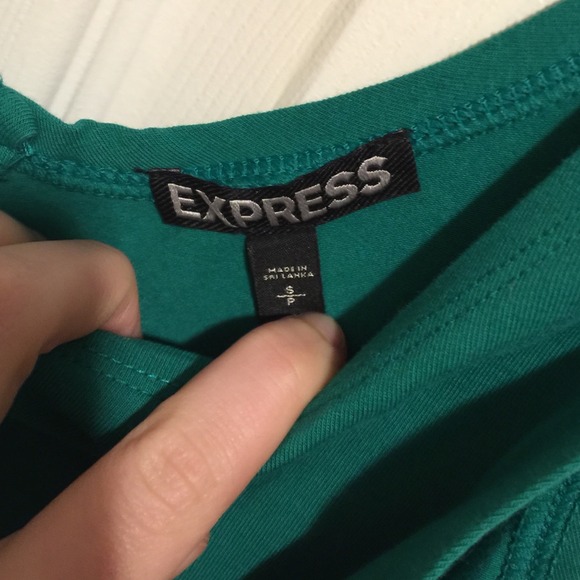 EXPRESS
MADE IN
SRI LANKA
S
P